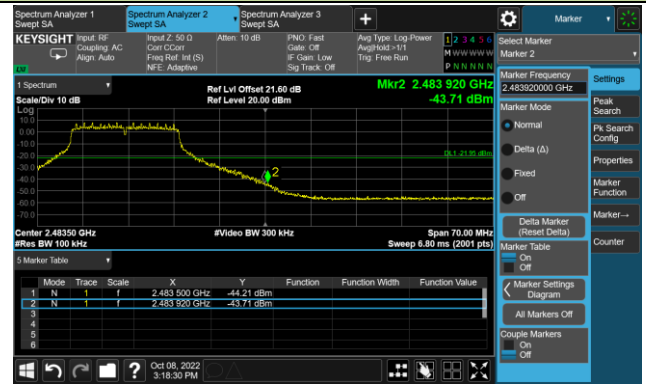 Spectrum Analyzer 1
Swept SA
Spectrum Analyzer 2
Swept SA
Spectrum Analyzer 3
Swept SA
+
Marker
KEYSIGHT
Input: RF
Coupling: AC
Align: Auto
Input Z: 50 Ω
Corr CCorr
Freq Ref: Int (S)
NFE: Adaptive
Atten: 10 dB
PNO: Fast
Gate: Off
IF Gain: Low
Sig Track: Off
Avg Type: Log-Power
Avg|Hold:>1/1
Trig: Free Run
1 2 3 4 5 6
M W W W W W
P N N N N N
Select Marker
Marker 2
1 Spectrum
Scale/Div 10 dB
Log
Ref Lvl Offset 21.60 dB
Ref Level 20.00 dBm
Mkr2 2.483 920 GHz
-43.71 dBm
10.0
0.00
-10.0
-20.0
-30.0
-40.0
-50.0
-60.0
-70.0
DL1 -21.95 dBm
2
Center 2.48350 GHz
#Res BW 100 kHz
#Video BW 300 kHz
Span 70.00 MHz
Sweep 6.80 ms (2001 pts)
5 Marker Table
Mode Trace Scale X Y Function Function Width Function Value
1 N 1 f 2.483 500 GHz -44.21 dBm
2 N 1 f 2.483 920 GHz -43.71 dBm
3
4
5
6
Marker Frequency
2.483920000 GHz
Marker Mode
Normal
Delta (Δ)
Fixed
Off
Delta Marker
(Reset Delta)
Marker Table
On
Off
Marker Settings
Diagram
All Markers Off
Couple Markers
On
Off
Settings
Peak
Search
Pk Search
Config
Properties
Marker
Function
Marker→
Counter
?
Oct 08, 2022
3:18:30 PM